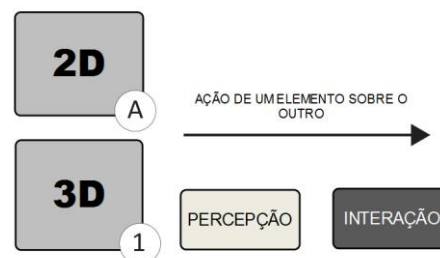 2D
A
AÇÃO DE UM ELEMENTO SOBRE O
OUTRO
3D
1
PERCEPÇÃO
INTERAÇÃO